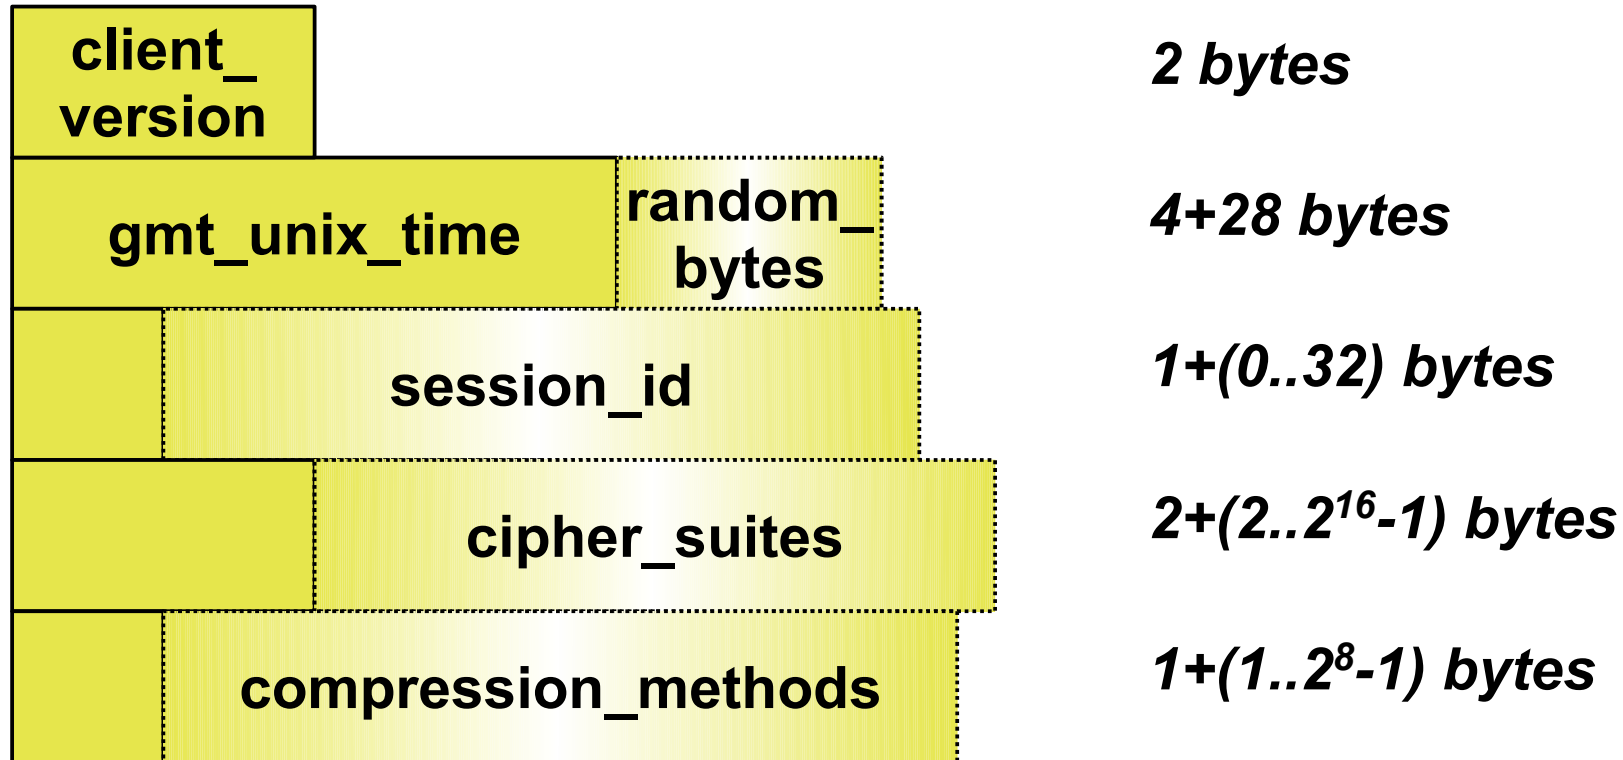 client_
version
2 bytes
gmt_unix_time
random_
bytes
4+28 bytes
session_id
1+(0..32) bytes
cipher_suites
2+(2..2¹⁶-1) bytes
compression_methods
1+(1..2⁸-1) bytes